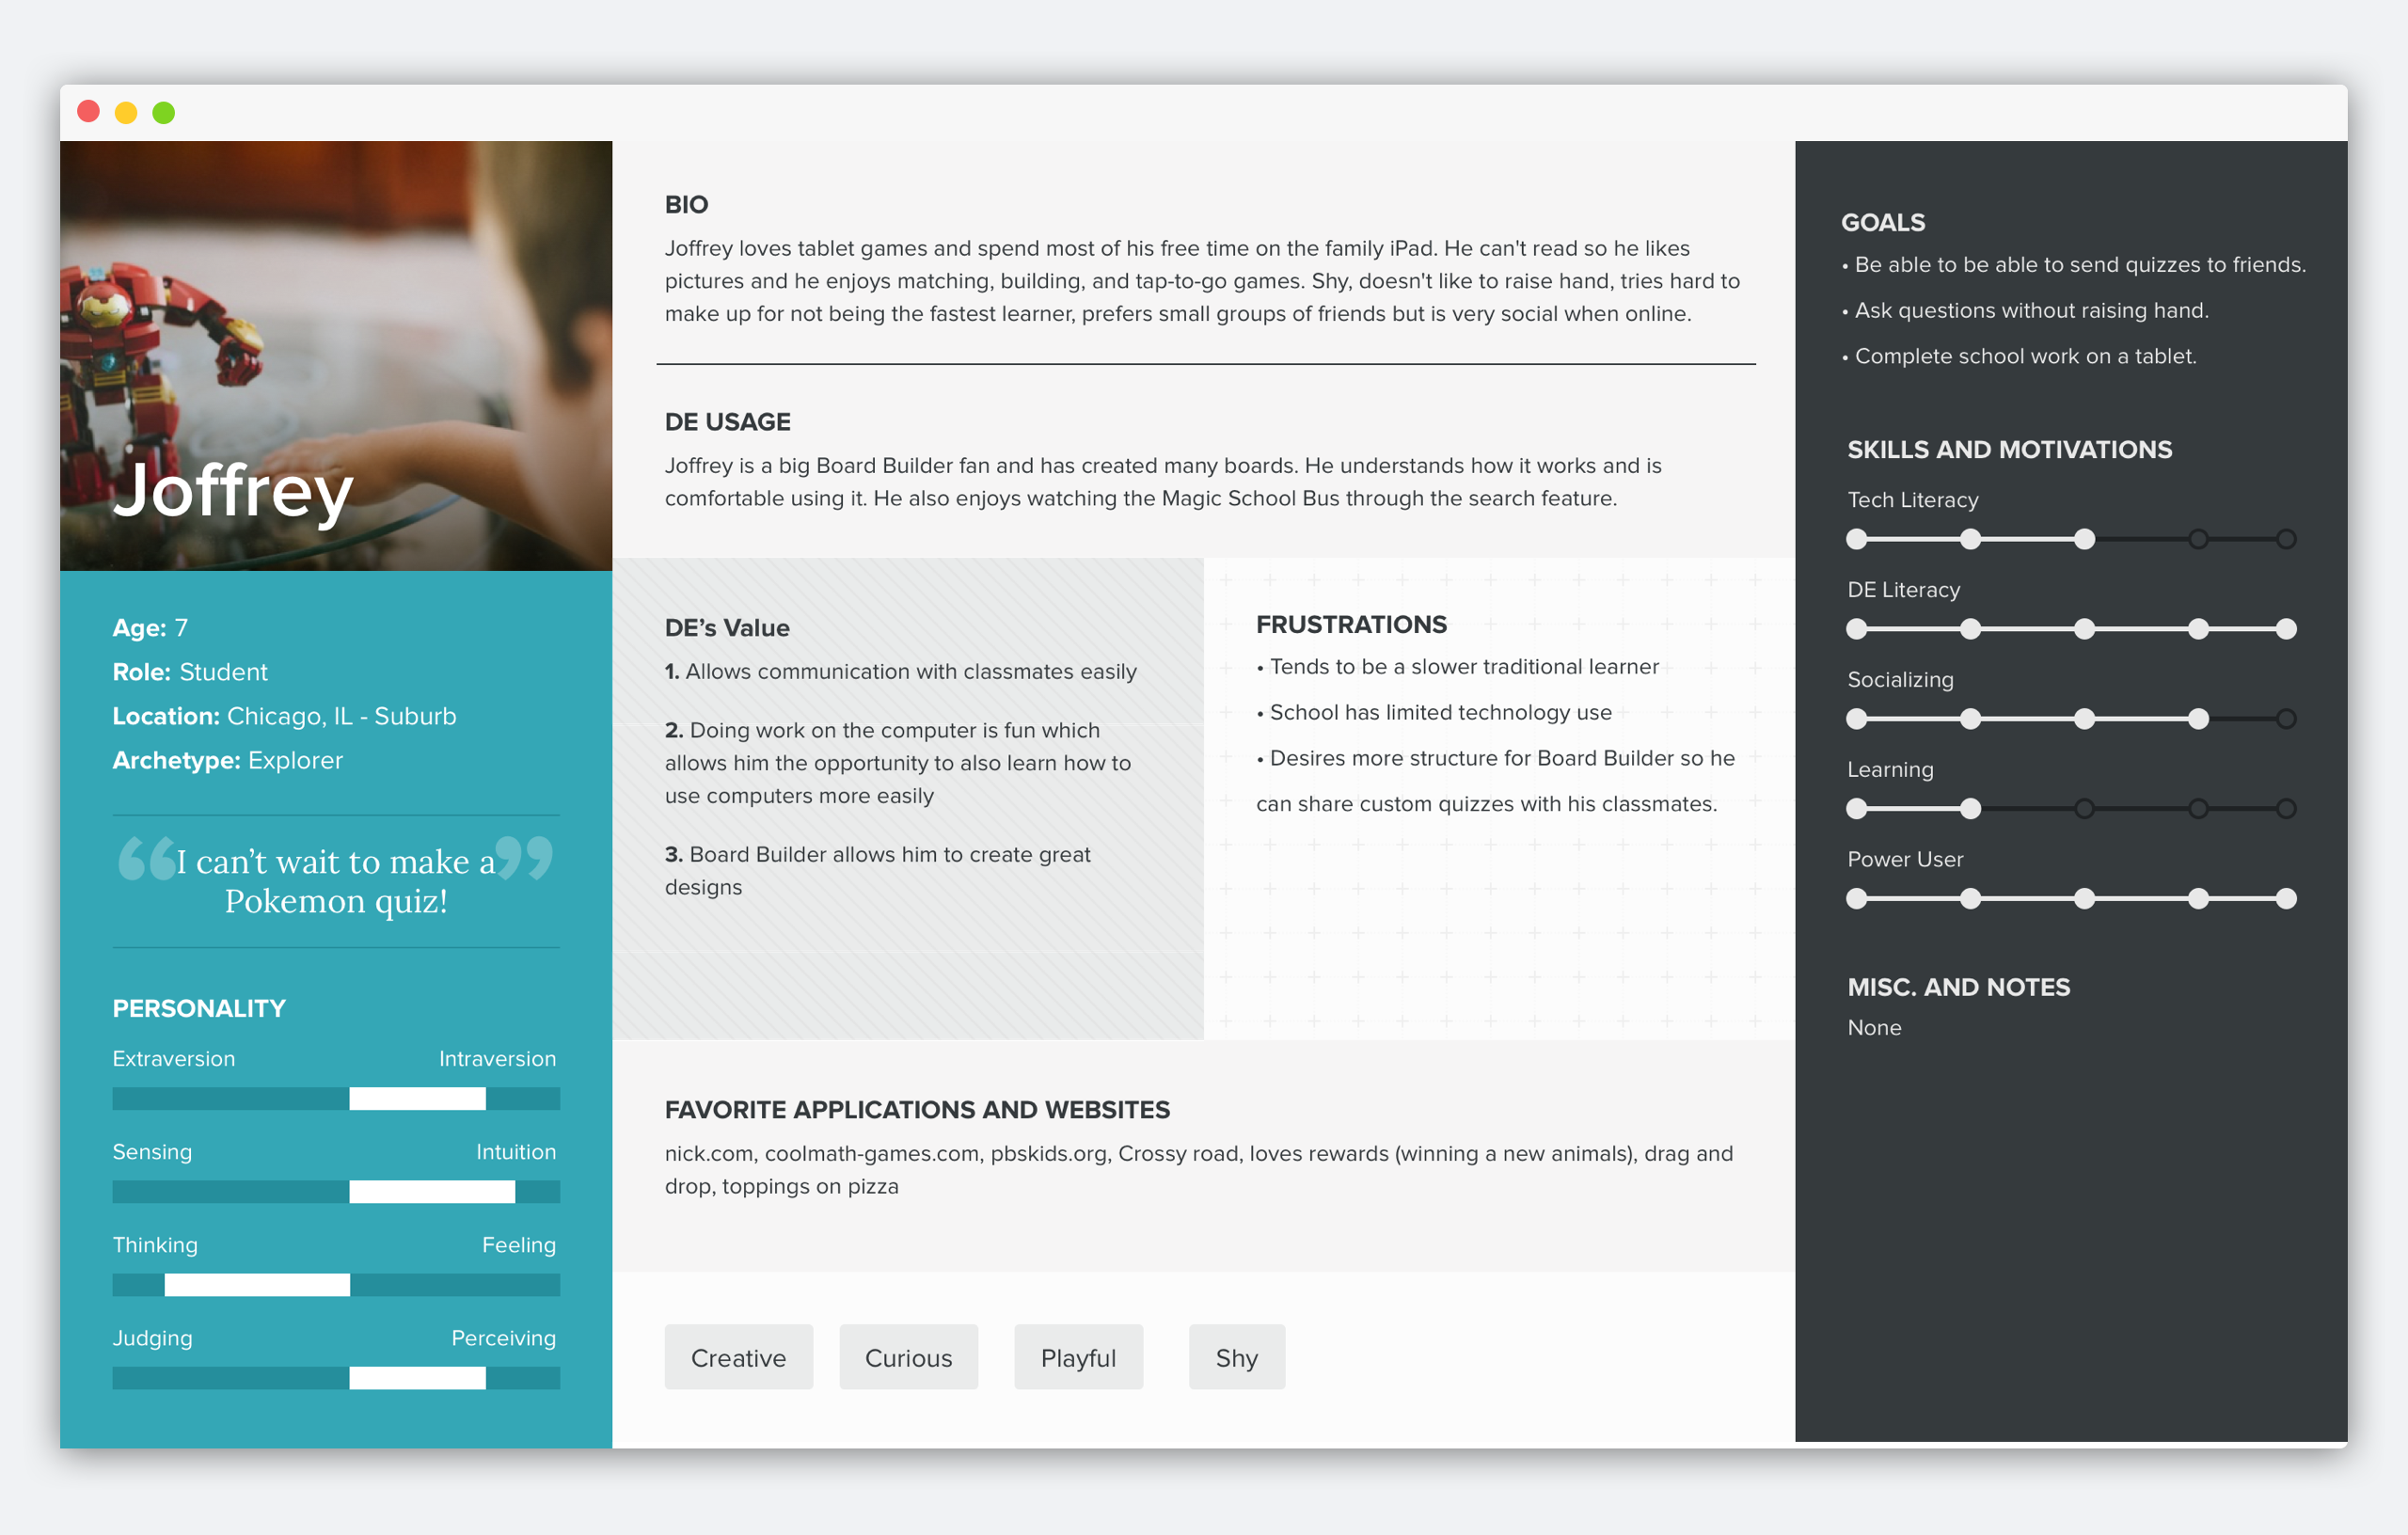 Joffrey
Age: 7
Role: Student
Location: Chicago, IL - Suburb
Archetype: Explorer
“I can’t wait to make a”
Pokemon quiz!
PERSONALITY
Extraversion Intraversion
Sensing Intuition
Thinking Feeling
Judging Perceiving
BIO
Joffrey loves tablet games and spend most of his free time on the family iPad. He can't read so he likes
pictures and he enjoys matching, building, and tap-to-go games. Shy, doesn't like to raise hand, tries hard to
make up for not being the fastest learner, prefers small groups of friends but is very social when online.
DE USAGE
Joffrey is a big Board Builder fan and has created many boards. He understands how it works and is
comfortable using it. He also enjoys watching the Magic School Bus through the search feature.
DE’s Value
1. Allows communication with classmates easily
2. Doing work on the computer is fun which
allows him the opportunity to also learn how to
use computers more easily
3. Board Builder allows him to create great
designs
FRUSTRATIONS
• Tends to be a slower traditional learner
• School has limited technology use
• Desires more structure for Board Builder so he
can share custom quizzes with his classmates.
FAVORITE APPLICATIONS AND WEBSITES
nick.com, coolmath-games.com, pbskids.org, Crossy road, loves rewards (winning a new animals), drag and
drop, toppings on pizza
Creative Curious Playful Shy
GOALS
• Be able to be able to send quizzes to friends.
• Ask questions without raising hand.
• Complete school work on a tablet.
SKILLS AND MOTIVATIONS
Tech Literacy
DE Literacy
Socializing
Learning
Power User
MISC. AND NOTES
None